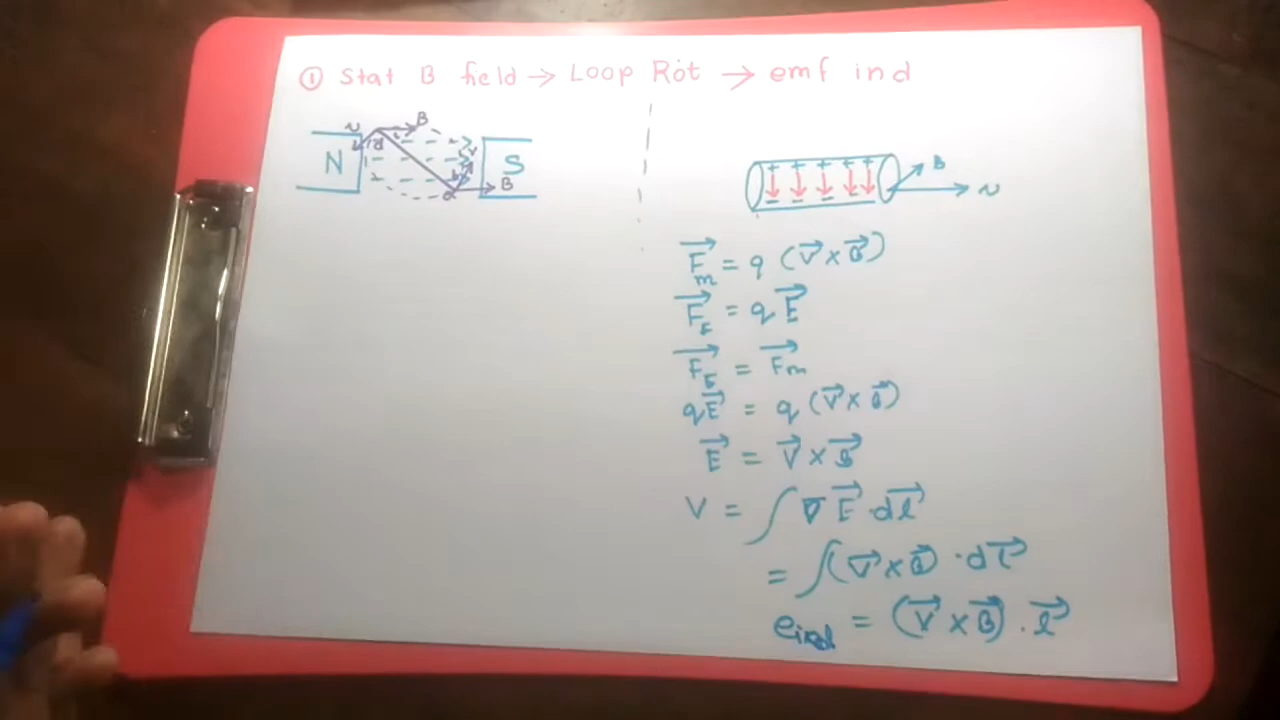 ① Stat B field → Loop Rot → emf ind
N B S B
+ + + + + B
− − − − − v
F⃗m = q (V⃗ × B⃗)
F⃗E = q E⃗
F⃗E = F⃗m
qE⃗ = q (V⃗ × B⃗)
E⃗ = V⃗ × B⃗
V = ∫ E⃗ · dl⃗
= ∫(V⃗ × B⃗) · dl⃗
eind = (V⃗ × B⃗) · l⃗